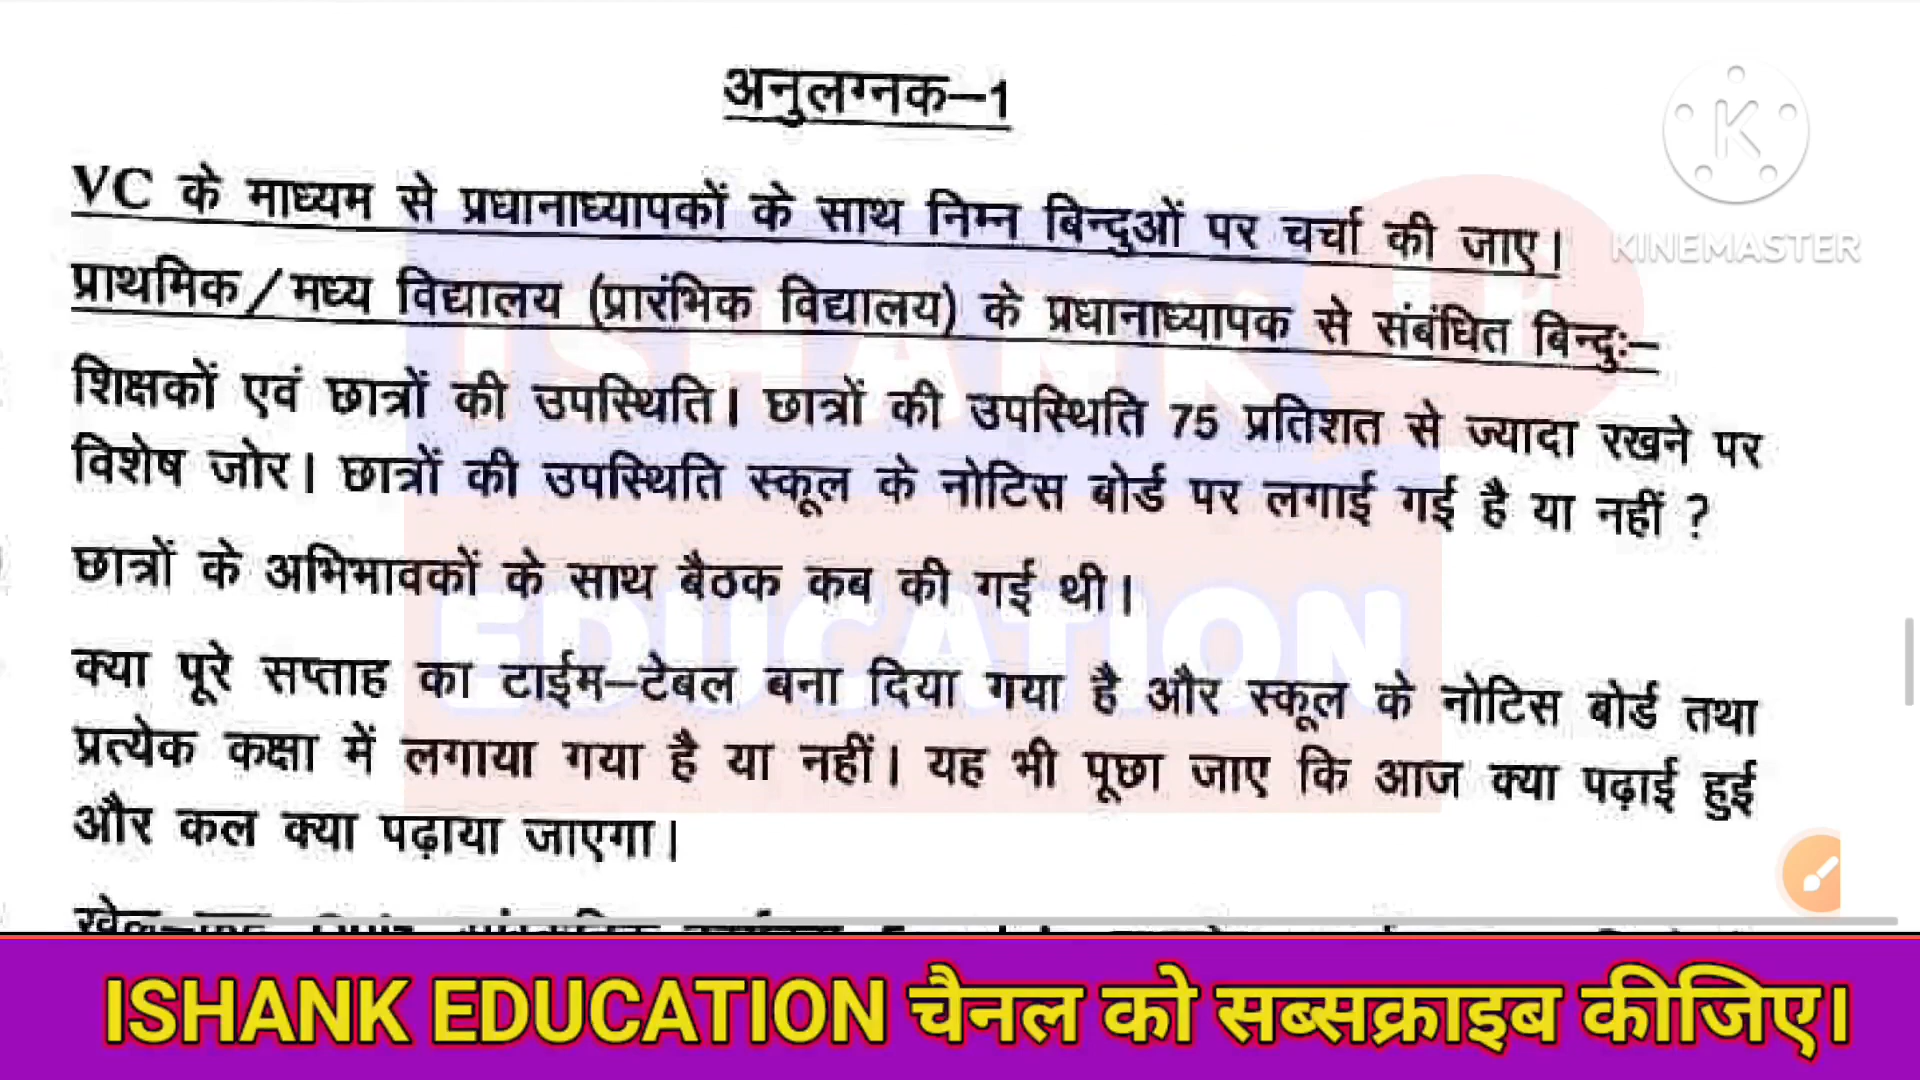 अनुलग्नक–1
VC के माध्यम से प्रधानाध्यापकों के साथ निम्न बिन्दुओं पर चर्चा की जाए।
प्राथमिक/मध्य विद्यालय (प्रारंभिक विद्यालय) के प्रधानाध्यापक से संबंधित बिन्दुः–
शिक्षकों एवं छात्रों की उपस्थिति। छात्रों की उपस्थिति 75 प्रतिशत से ज्यादा रखने पर
विशेष जोर। छात्रों की उपस्थिति स्कूल के नोटिस बोर्ड पर लगाई गई है या नहीं ?
छात्रों के अभिभावकों के साथ बैठक कब की गई थी।
क्या पूरे सप्ताह का टाईम–टेबल बना दिया गया है और स्कूल के नोटिस बोर्ड तथा
प्रत्येक कक्षा में लगाया गया है या नहीं। यह भी पूछा जाए कि आज क्या पढ़ाई हुई
और कल क्या पढ़ाया जाएगा।
K
KINEMASTER
ISHANK
EDUCATION
ISHANK EDUCATION चैनल को सब्सक्राइब कीजिए।